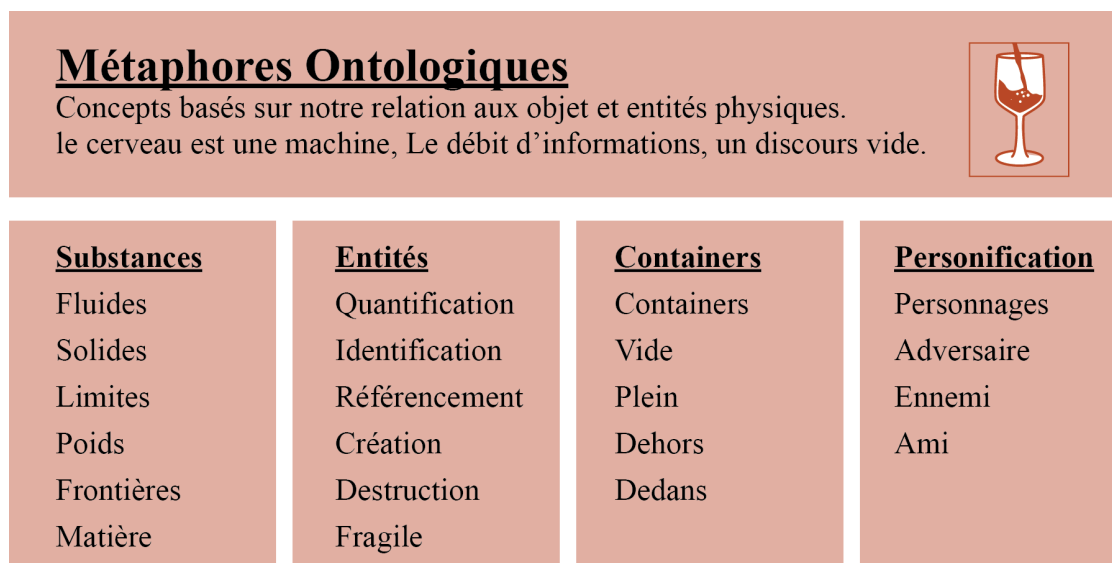 Métaphores Ontologiques
Concepts basés sur notre relation aux objet et entités physiques.
le cerveau est une machine, Le débit d’informations, un discours vide.
Substances
Fluides
Solides
Limites
Poids
Frontières
Matière
Entités
Quantification
Identification
Référencement
Création
Destruction
Fragile
Containers
Containers
Vide
Plein
Dehors
Dedans
Personification
Personnages
Adversaire
Ennemi
Ami